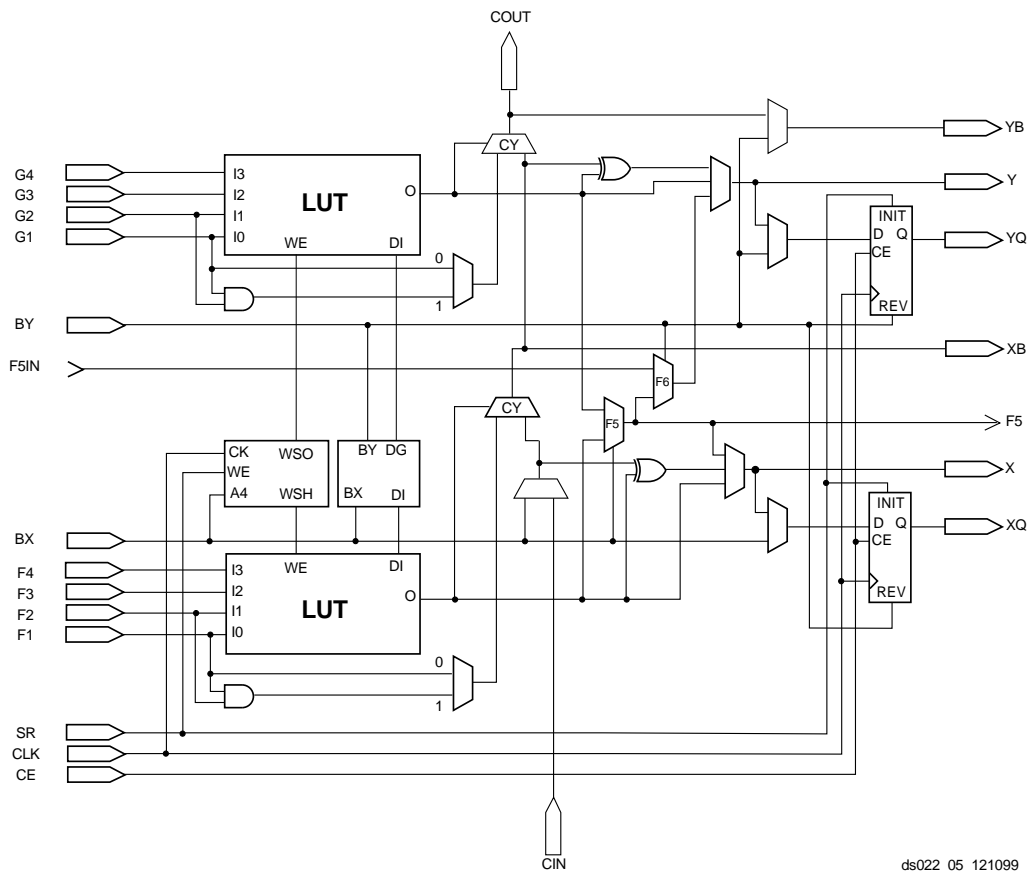 COUT
CY
YB
G4
G3
G2
G1
I3
I2
I1
I0
LUT
O
WE
DI
Y
INIT
D Q
CE
REV
YQ
0
1
BY
XB
F5IN
F6
CY
F5
F5
CK
WE
A4
WSO
WSH
BY DG
BX DI
X
INIT
D Q
CE
REV
XQ
BX
F4
F3
F2
F1
WE
DI
I3
I2
I1
I0
LUT
O
0
1
SR
CLK
CE
CIN
ds022_05_121099